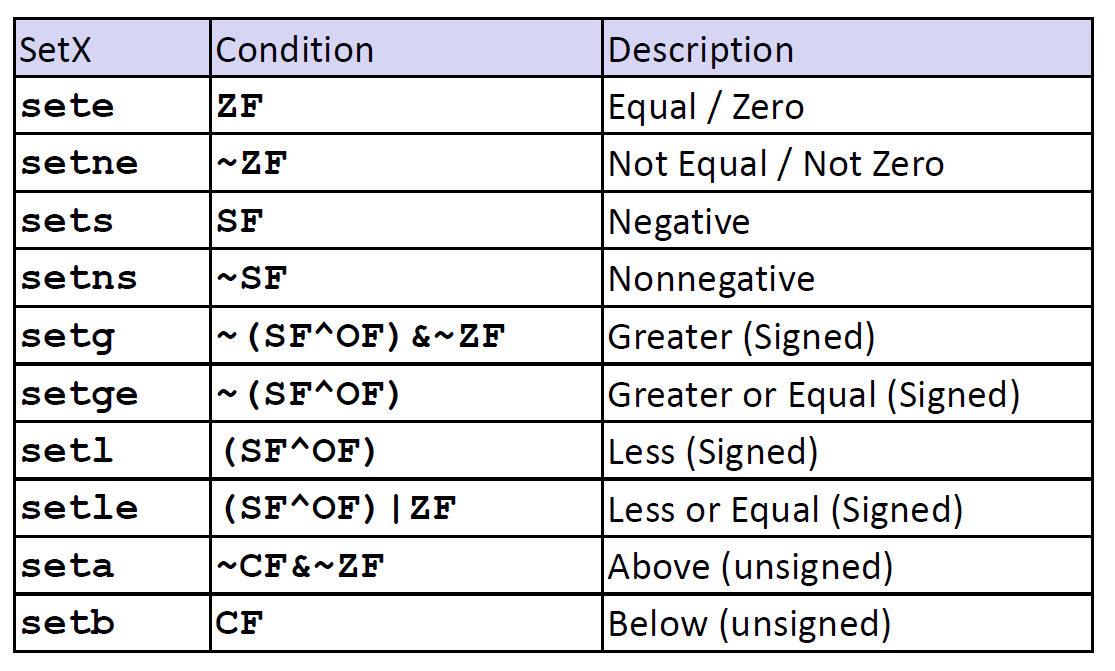 SetX Condition Description
sete ZF Equal / Zero
setne ~ZF Not Equal / Not Zero
sets SF Negative
setns ~SF Nonnegative
setg ~(SF^OF)&~ZF Greater (Signed)
setge ~(SF^OF) Greater or Equal (Signed)
setl (SF^OF) Less (Signed)
setle (SF^OF)|ZF Less or Equal (Signed)
seta ~CF&~ZF Above (unsigned)
setb CF Below (unsigned)